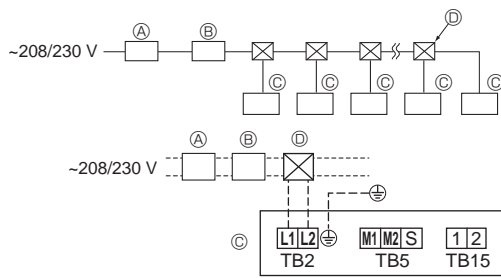 Ⓓ
Ⓐ Ⓑ
~208/230 V
Ⓒ Ⓒ Ⓒ Ⓒ Ⓒ
Ⓐ Ⓑ Ⓓ
~208/230 V
Ⓒ L1 L2 M1 M2 S 1 2
TB2 TB5 TB15